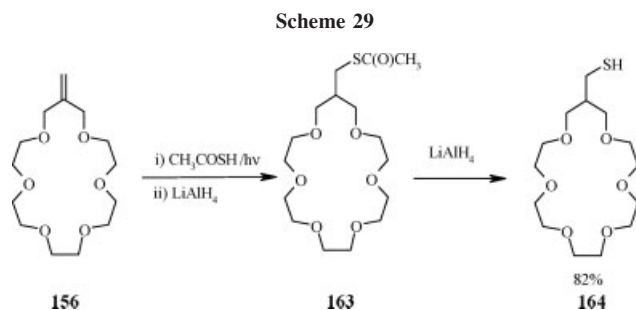 Scheme 29
SC(O)CH₃
SH
O O O O O O
i) CH₃COSH/hν
ii) LiAlH₄
O O O O O O
LiAlH₄
O O O O O O
82%
156 163 164